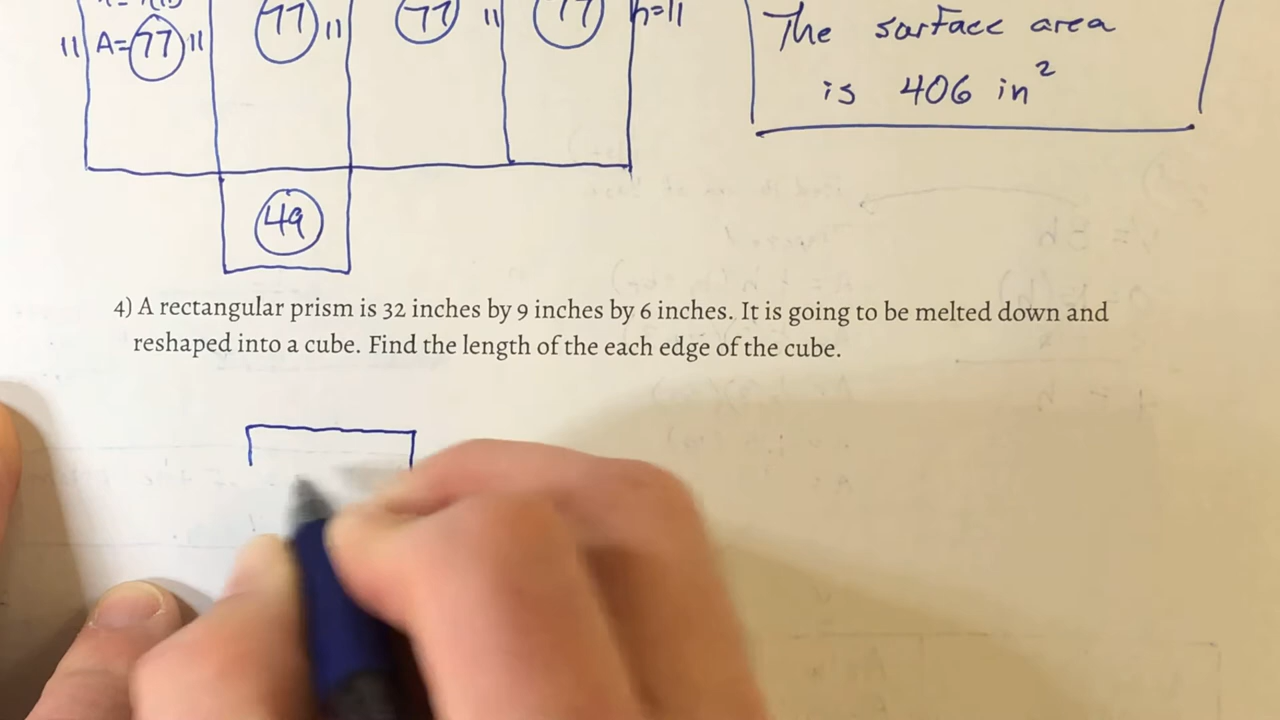 11 A=77 11 77 11 77 11 77 h=11
The surface area
is 406 in²
49
4) A rectangular prism is 32 inches by 9 inches by 6 inches. It is going to be melted down and
reshaped into a cube. Find the length of the each edge of the cube.